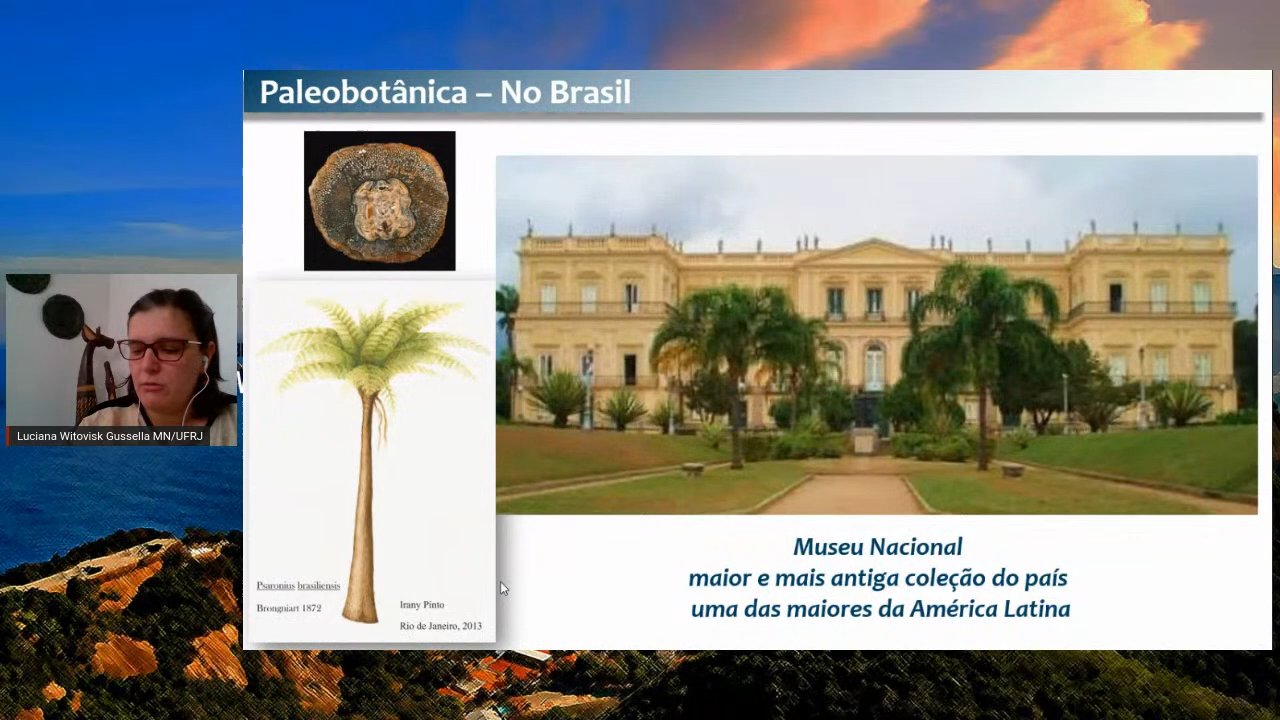 Paleobotânica – No Brasil
Luciana Witovisk Gussella MN/UFRJ
Psaronius brasiliensis
Brongniart 1872
Irany Pinto
Rio de Janeiro, 2013
Museu Nacional
maior e mais antiga coleção do país
uma das maiores da América Latina